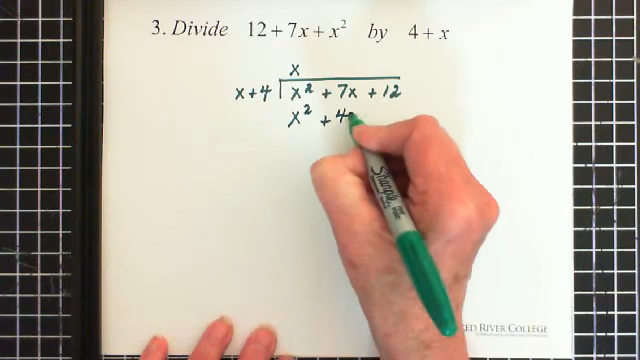 3. Divide 12 + 7x + x² by 4 + x
x
x + 4 x² + 7x + 12
x² + 4
Sharpie
RED RIVER COLLEGE